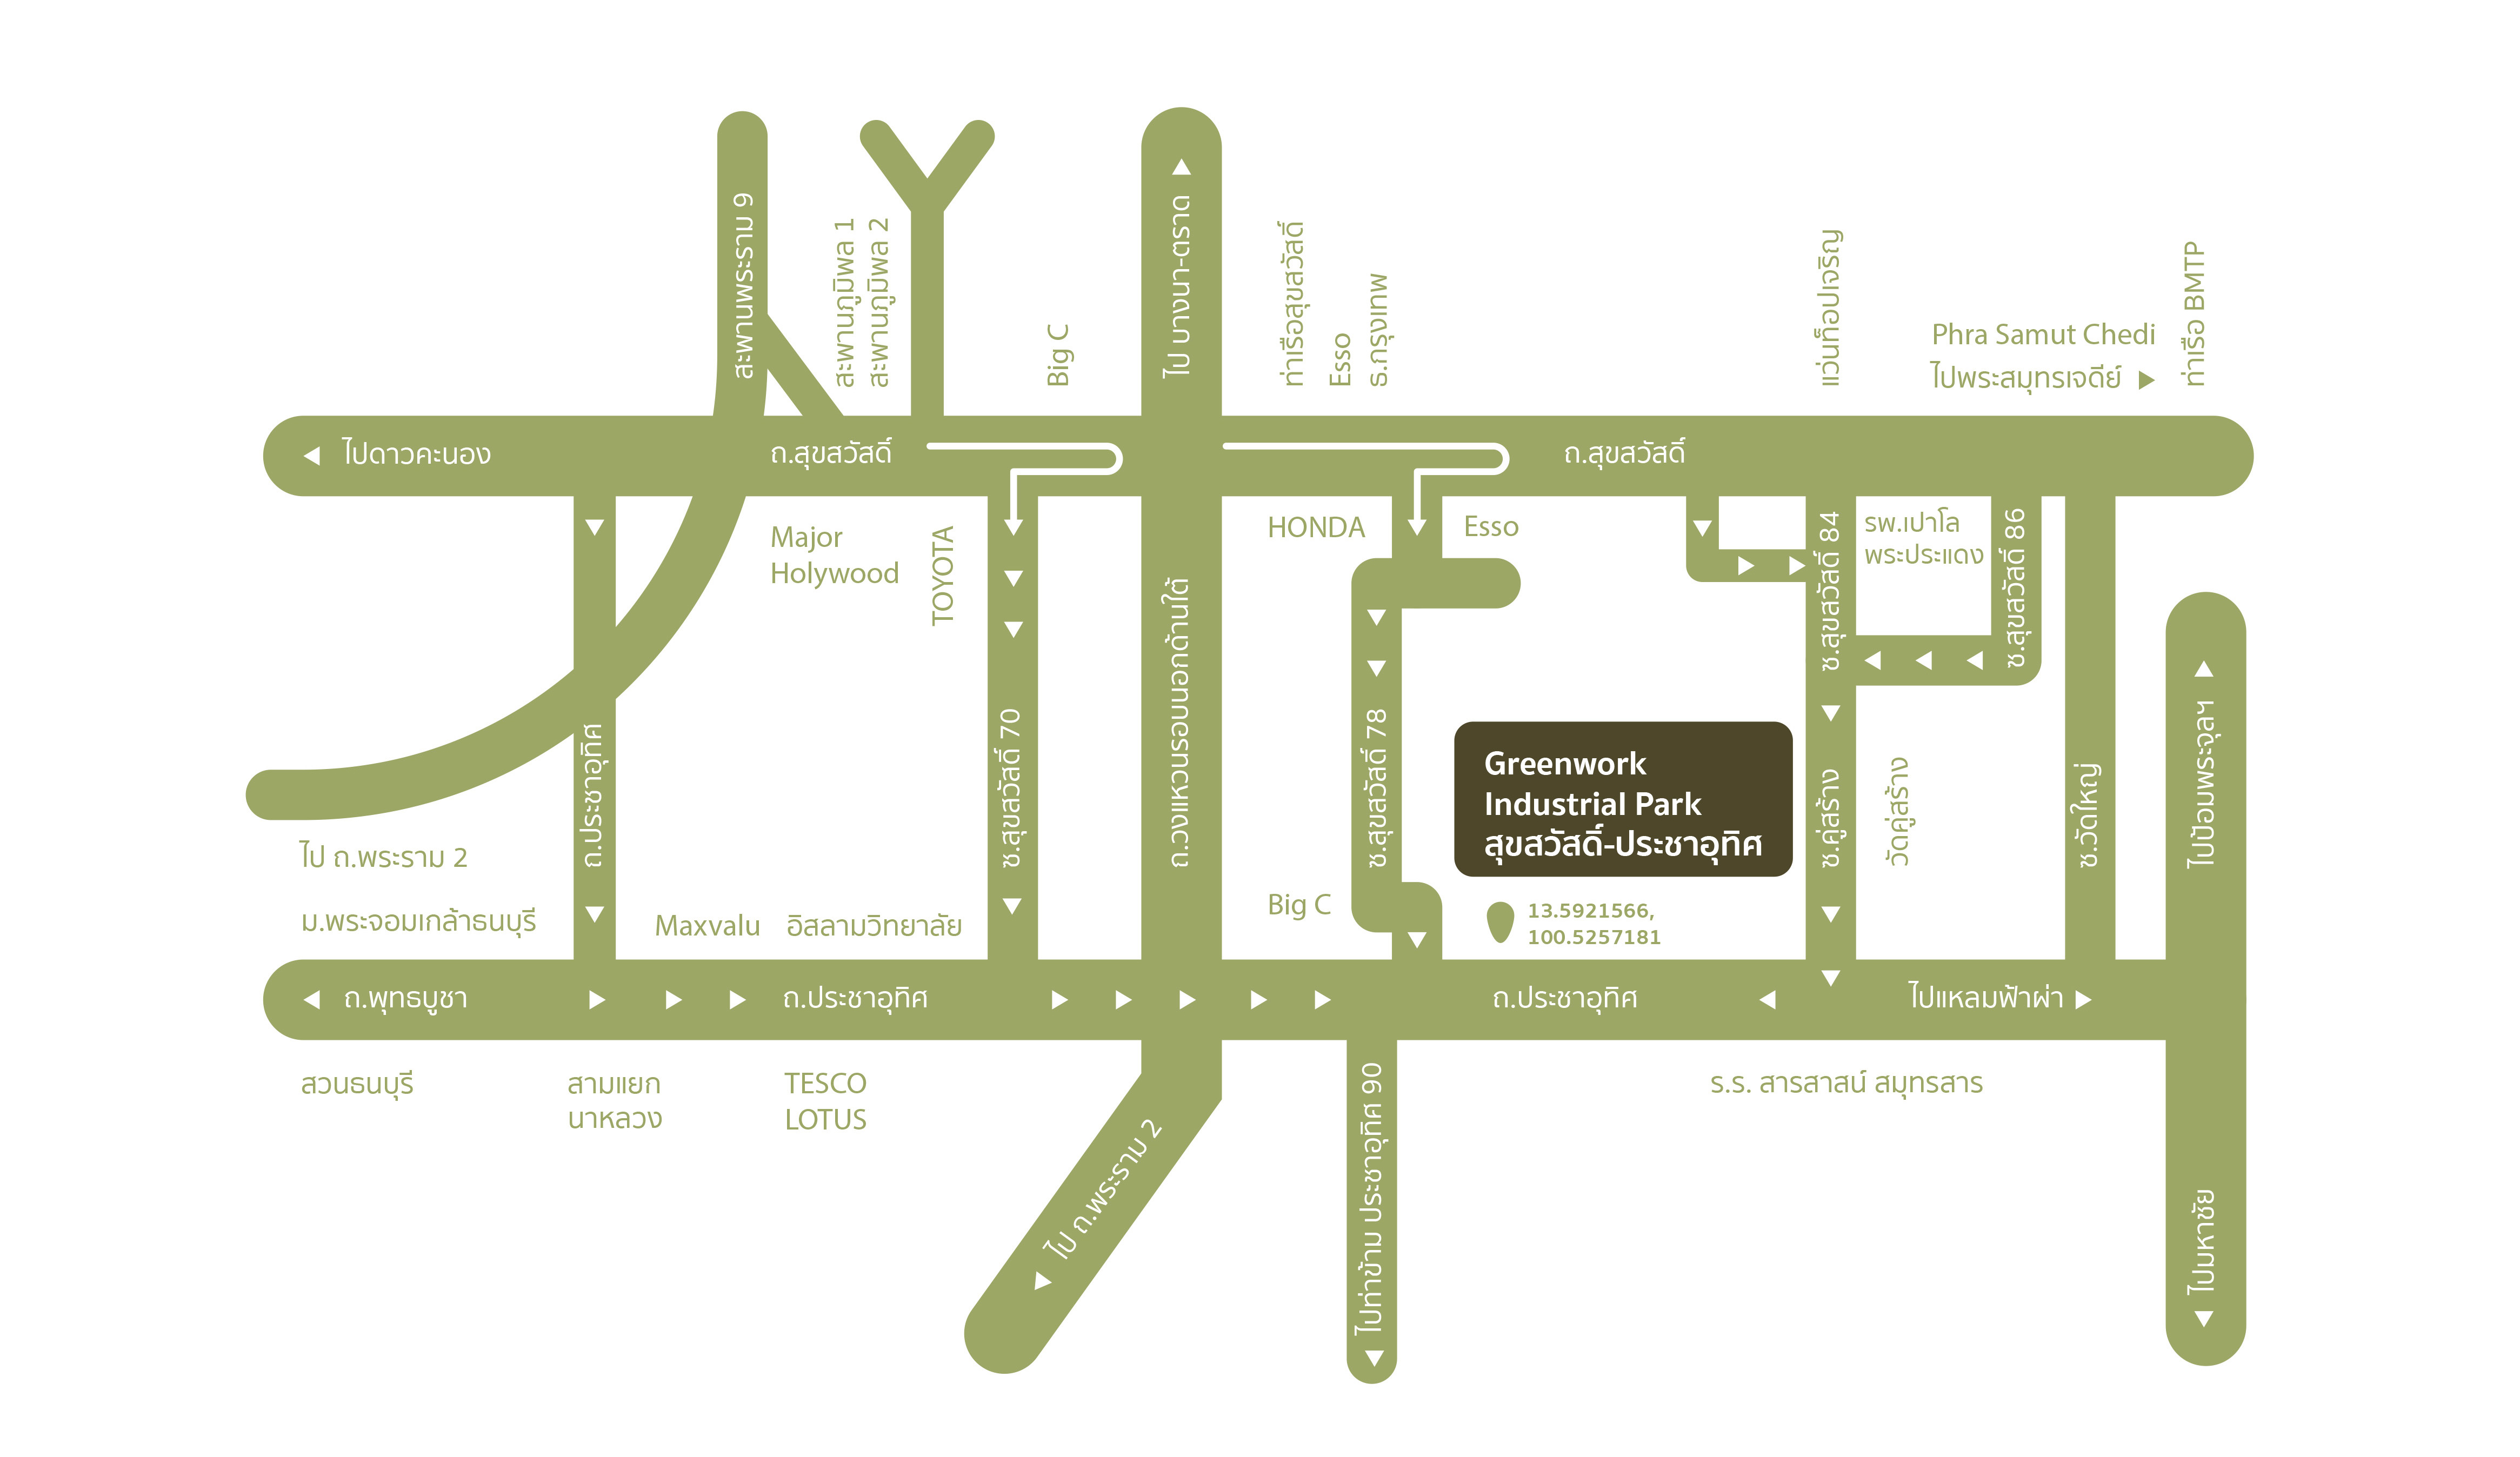 สะพานพระราม 9
สะพานภูมิพล 1
สะพานภูมิพล 2
Big C
ไป บางนา-ตราด
ท่าเรือสุขสวัสดิ์
Esso
ธ.กรุงเทพ
แว่นท็อปเจริญ
Phra Samut Chedi
ไปพระสมุทรเจดีย์
ท่าเรือ BMTP
ไปดาวคะนอง
ถ.สุขสวัสดิ์
ถ.สุขสวัสดิ์
Major
Holywood
TOYOTA
HONDA
Esso
รพ.เปาโล
พระประแดง
ซ.สุขสวัสดิ์ 84
ซ.สุขสวัสดิ์ 86
ถ.วงแหวนรอบนอกด้านใต้
ถ.ประชาอุทิศ
ซ.สุขสวัสดิ์ 70
ซ.สุขสวัสดิ์ 78
Greenwork
Industrial Park
สุขสวัสดิ์-ประชาอุทิศ
13.5921566,
100.5257181
ซ.คู่สร้าง
วัดคู่สร้าง
ซ.วัดใหญ่
ไปป้อมพระจุลฯ
ไป ถ.พระราม 2
ม.พระจอมเกล้าธนบุรี
Maxvalu
อิสลามวิทยาลัย
Big C
ถ.พุทธบูชา
ถ.ประชาอุทิศ
ถ.ประชาอุทิศ
ไปแหลมฟ้าผ่า
สวนธนบุรี
สามแยก
นาหลวง
TESCO
LOTUS
ไป ถ.พระราม 2
ไปท่าข้าม ประชาอุทิศ 90
ร.ร. สารสาสน์ สมุทรสาร
ไปมหาชัย